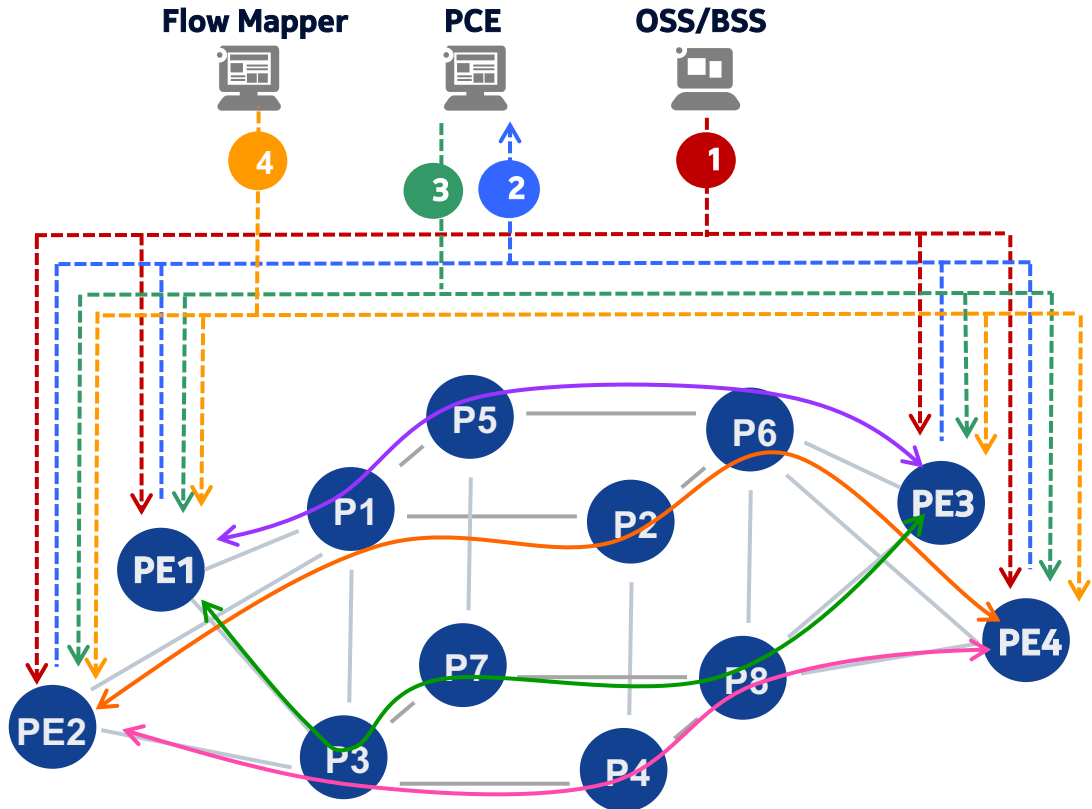 Flow Mapper
PCE
OSS/BSS
4
3
2
1
P5
P6
P1
P2
PE3
PE1
PE4
P7
P8
PE2
P3
P4